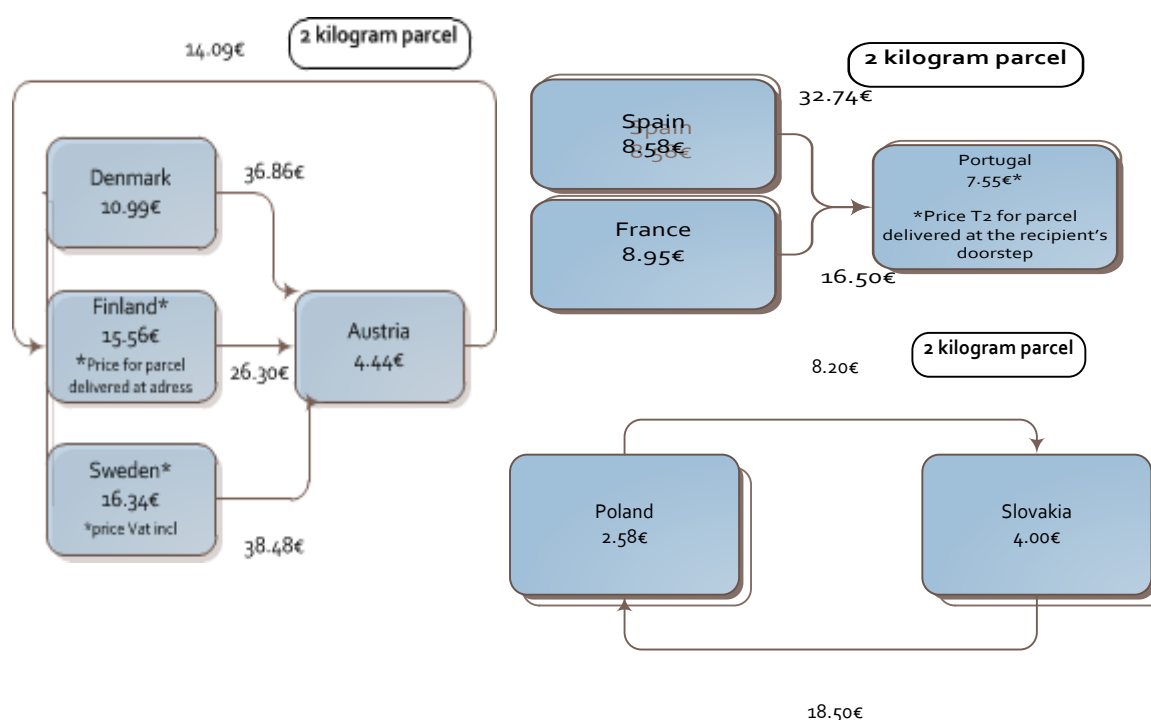 14.09€
2 kilogram parcel
Denmark
10.99€
36.86€
Finland*
15.56€
*Price for parcel
delivered at adress
26.30€
Austria
4.44€
Sweden*
16.34€
*price Vat incl
38.48€
2 kilogram parcel
32.74€
Spain
8.58€
France
8.95€
16.50€
Portugal
7.55€*
*Price T2 for parcel
delivered at the recipient's
doorstep
2 kilogram parcel
8.20€
Poland
2.58€
Slovakia
4.00€
18.50€